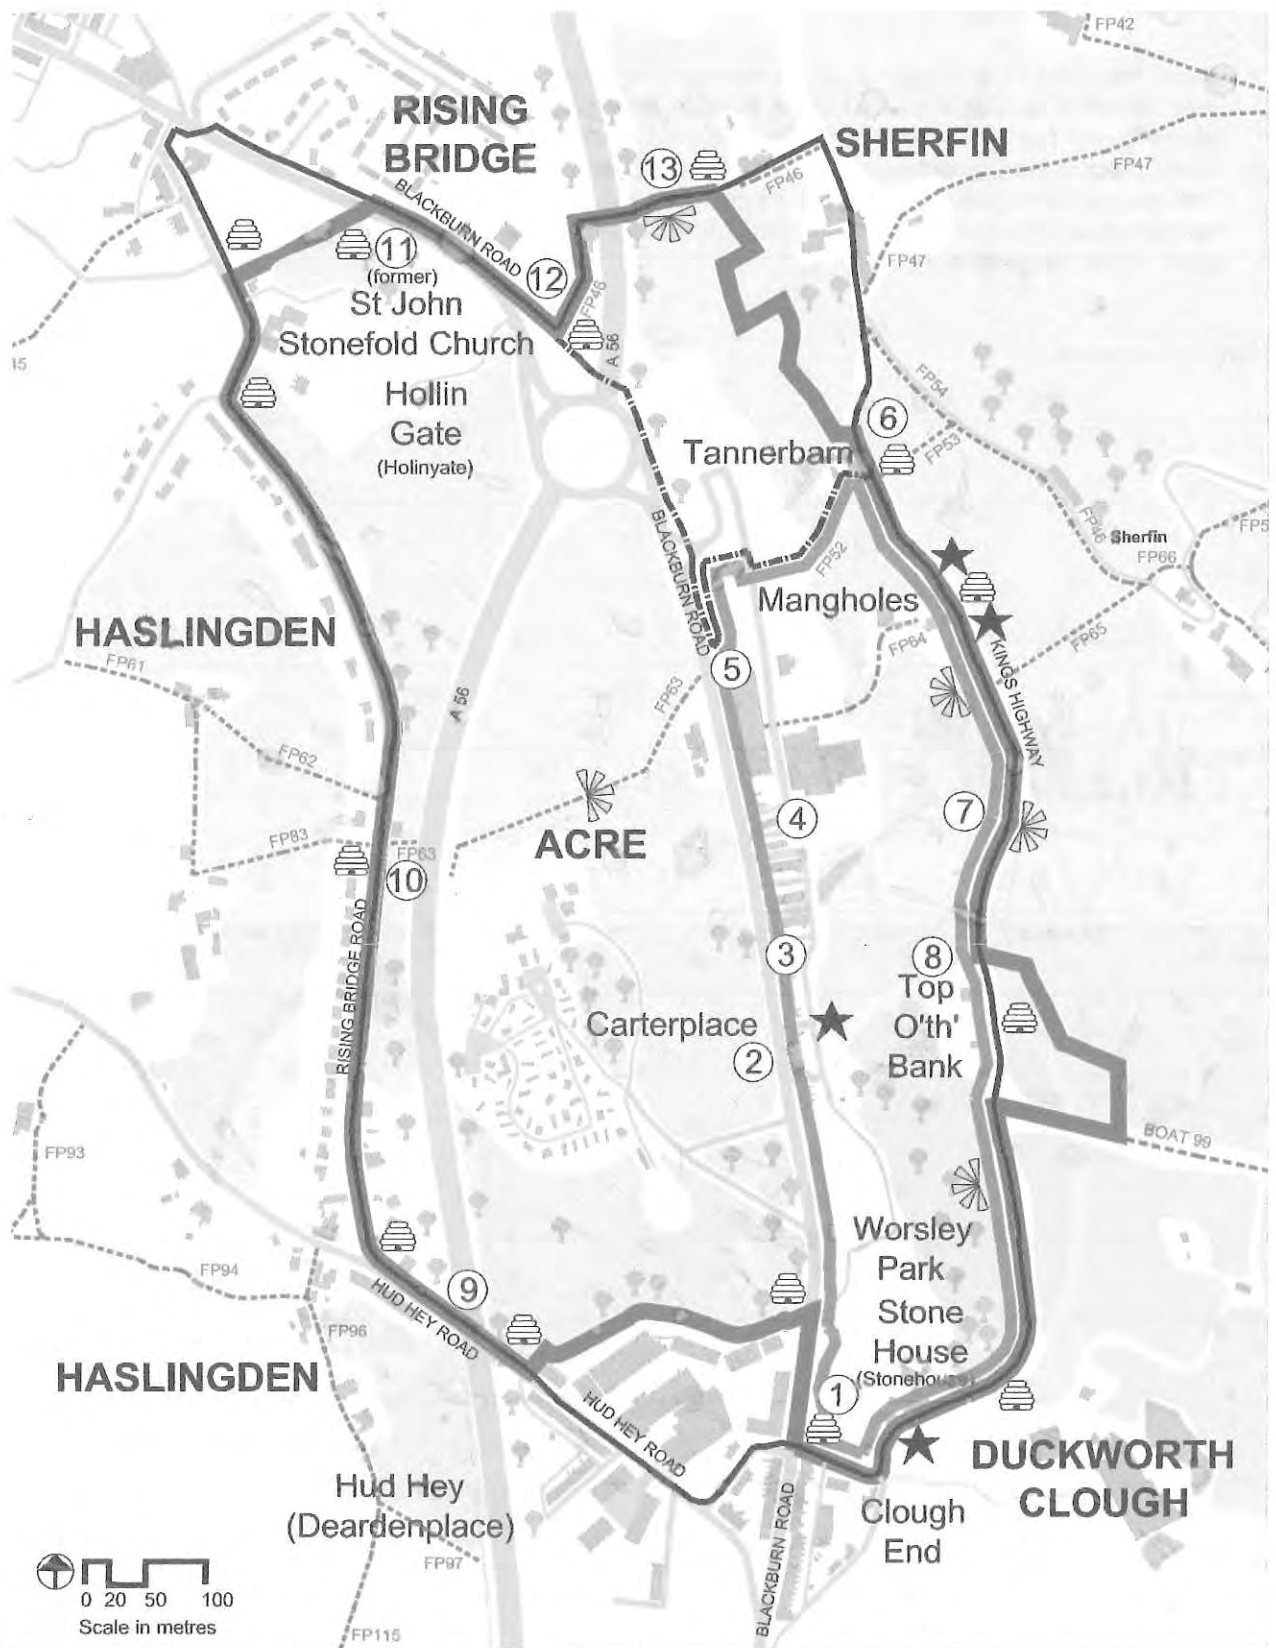 FP42
RISING
BRIDGE
SHERFIN
13
FP46
FP47
BLACKBURN ROAD
11
(former)
St John
Stonefold Church
12
FP46
FP47
A 56
Hollin
Gate
(Holinyate)
FP54
6
Tannerbarn
FP53
BLACKBURN ROAD
FP52
FP46
Sherfin
FP66
Mangholes
FP64
FP65
HASLINGDEN
FP61
5
KINGS HIGHWAY
A 56
FP63
FP62
7
4
ACRE
FP83
FP63
10
RISING BRIDGE ROAD
3
8
Top
O'th'
Bank
Carterplace
2
BOAT 99
FP93
Worsley
Park
Stone
House
(Stonehouse)
FP94
9
HUD HEY ROAD
FP96
HASLINGDEN
1
HUD HEY ROAD
DUCKWORTH
CLOUGH
Hud Hey
(Deardenplace)
Clough
End
BLACKBURN ROAD
FP97
0 20 50 100
Scale in metres
FP115